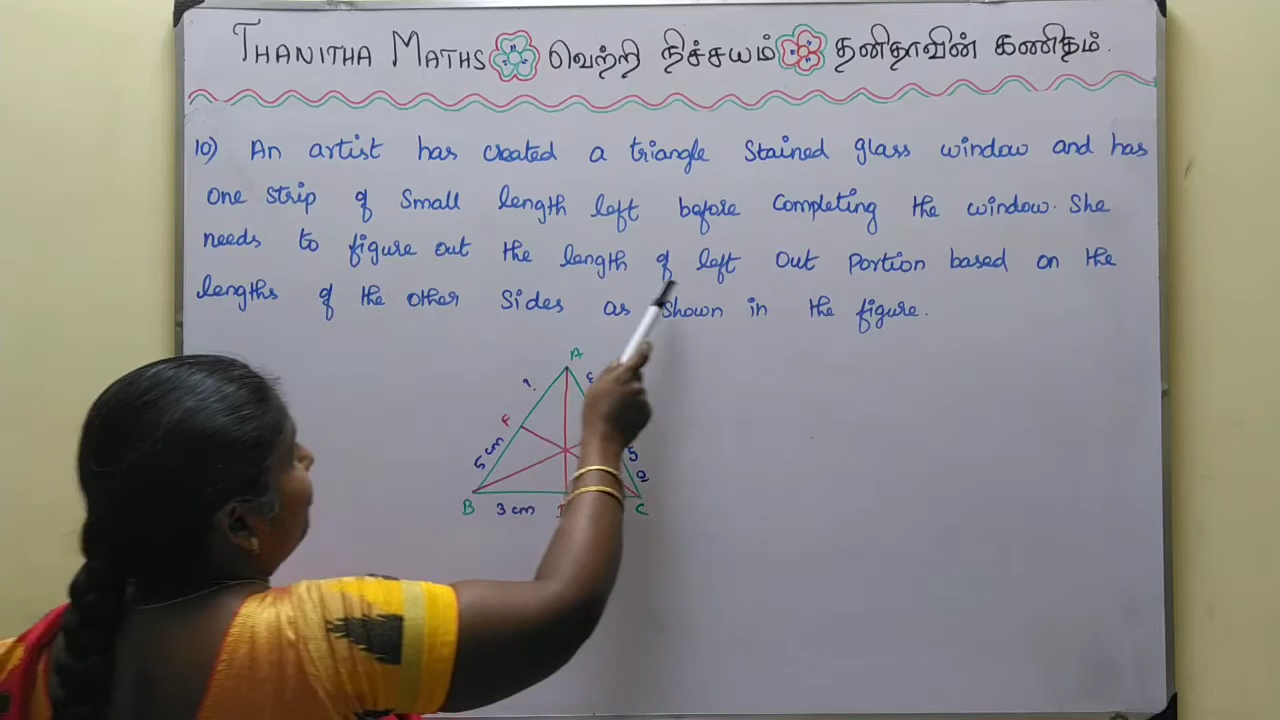 THANITHA MATHS வெற்றி நிச்சயம் தனிதாவின் கணிதம்.
10) An artist has created a triangle stained glass window and has
one strip of small length left before completing the window. She
needs to figure out the length of left out portion based on the
lengths of the other sides as shown in the figure.
A
?
F
5 cm
B 3 cm C